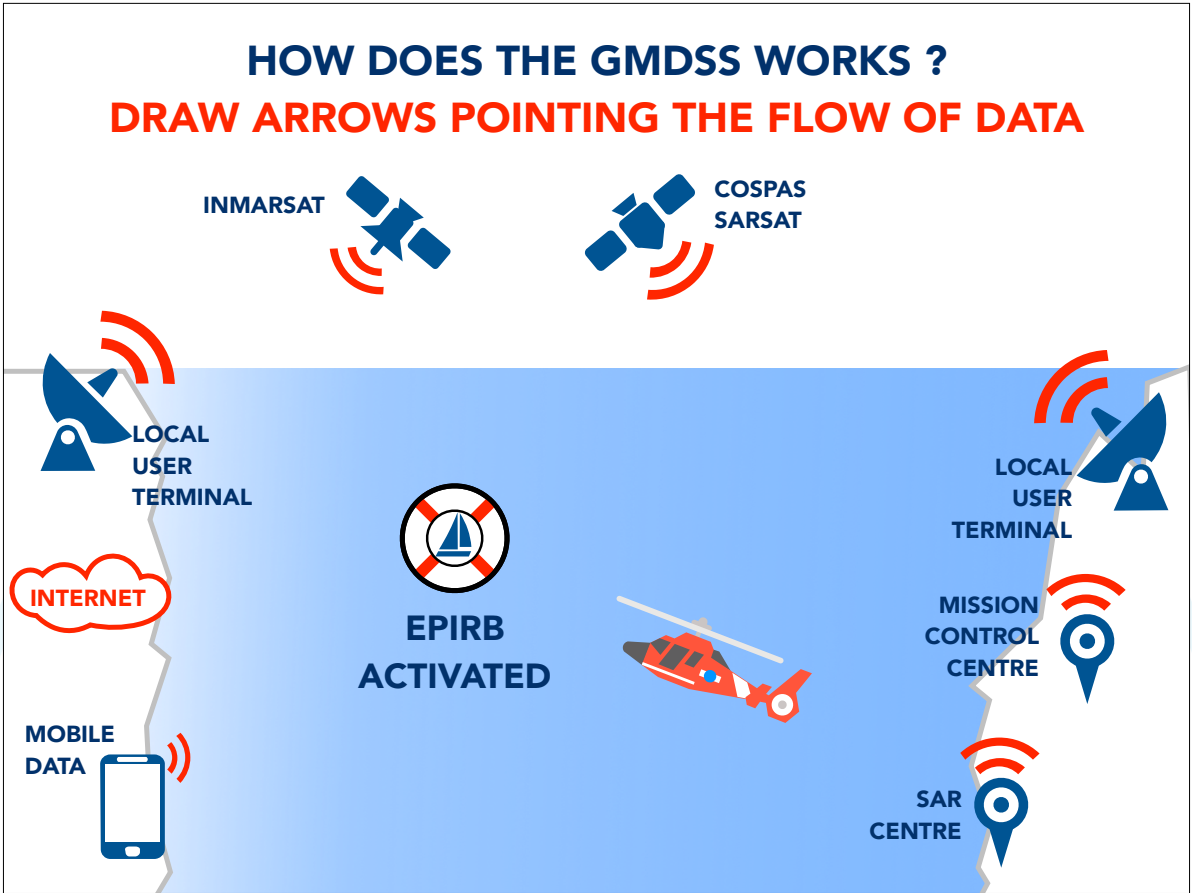 HOW DOES THE GMDSS WORKS ?
DRAW ARROWS POINTING THE FLOW OF DATA
INMARSAT
COSPAS
SARSAT
LOCAL
USER
TERMINAL
LOCAL
USER
TERMINAL
INTERNET
EPIRB
ACTIVATED
MISSION
CONTROL
CENTRE
MOBILE
DATA
SAR
CENTRE